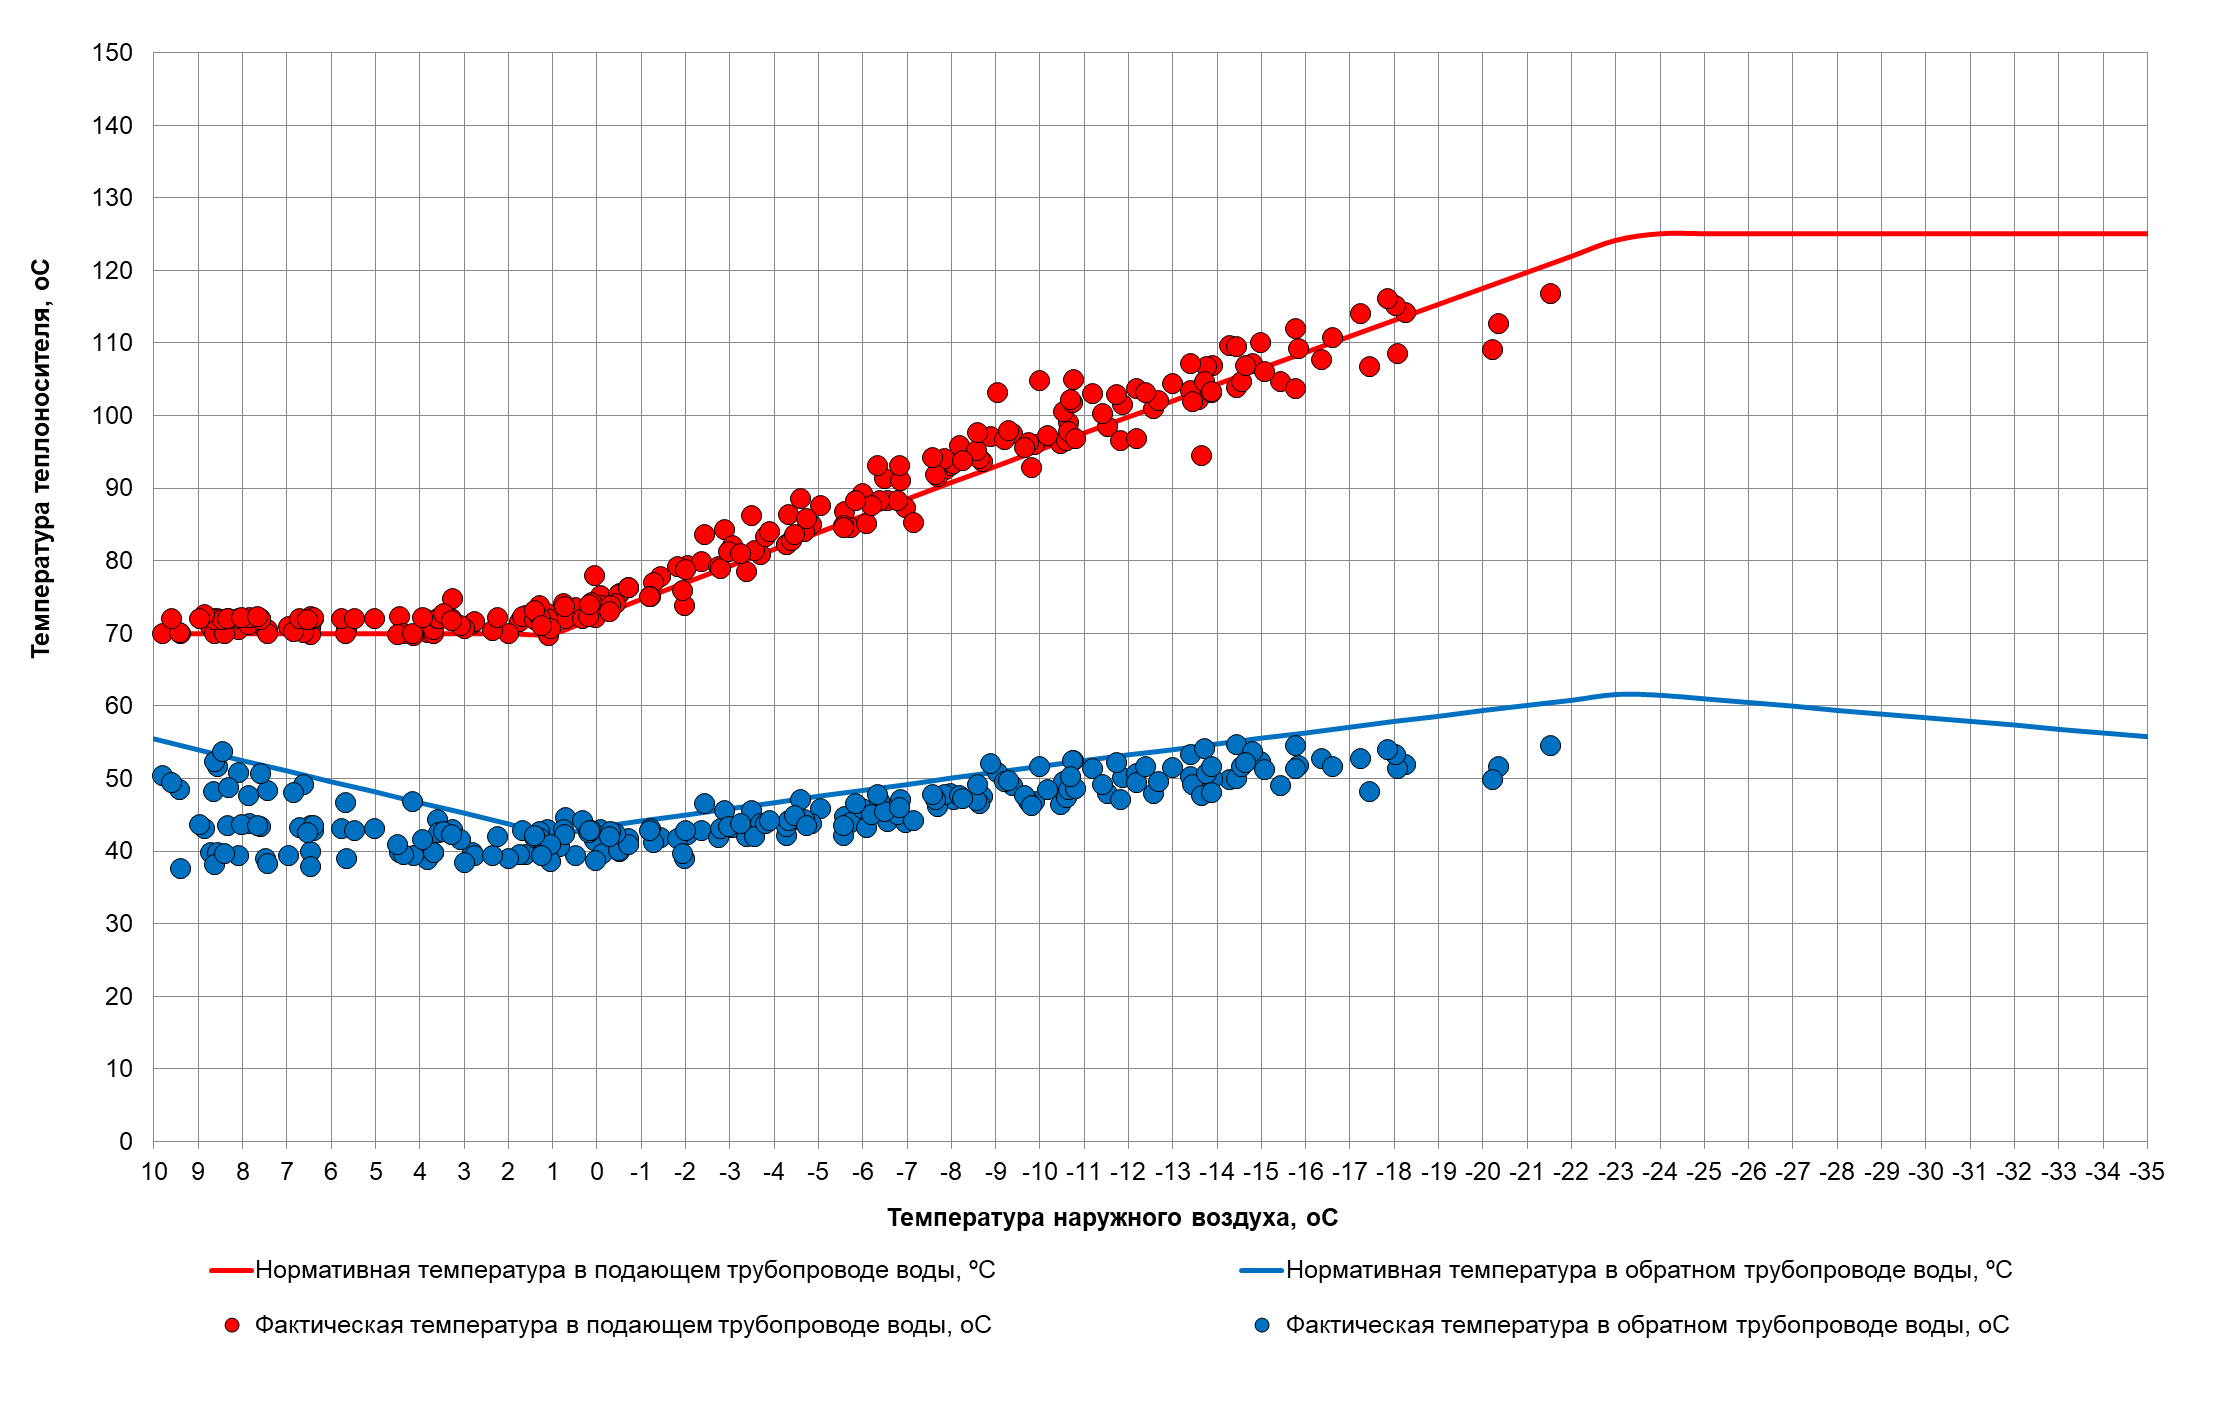 Температура теплоносителя, оС
150
140
130
120
110
100
90
80
70
60
50
40
30
20
10
0
10 9 8 7 6 5 4 3 2 1 0 -1 -2 -3 -4 -5 -6 -7 -8 -9 -10 -11 -12 -13 -14 -15 -16 -17 -18 -19 -20 -21 -22 -23 -24 -25 -26 -27 -28 -29 -30 -31 -32 -33 -34 -35
Температура наружного воздуха, оС
Нормативная температура в подающем трубопроводе воды, ºС
Нормативная температура в обратном трубопроводе воды, ºС
Фактическая температура в подающем трубопроводе воды, оС
Фактическая температура в обратном трубопроводе воды, оС